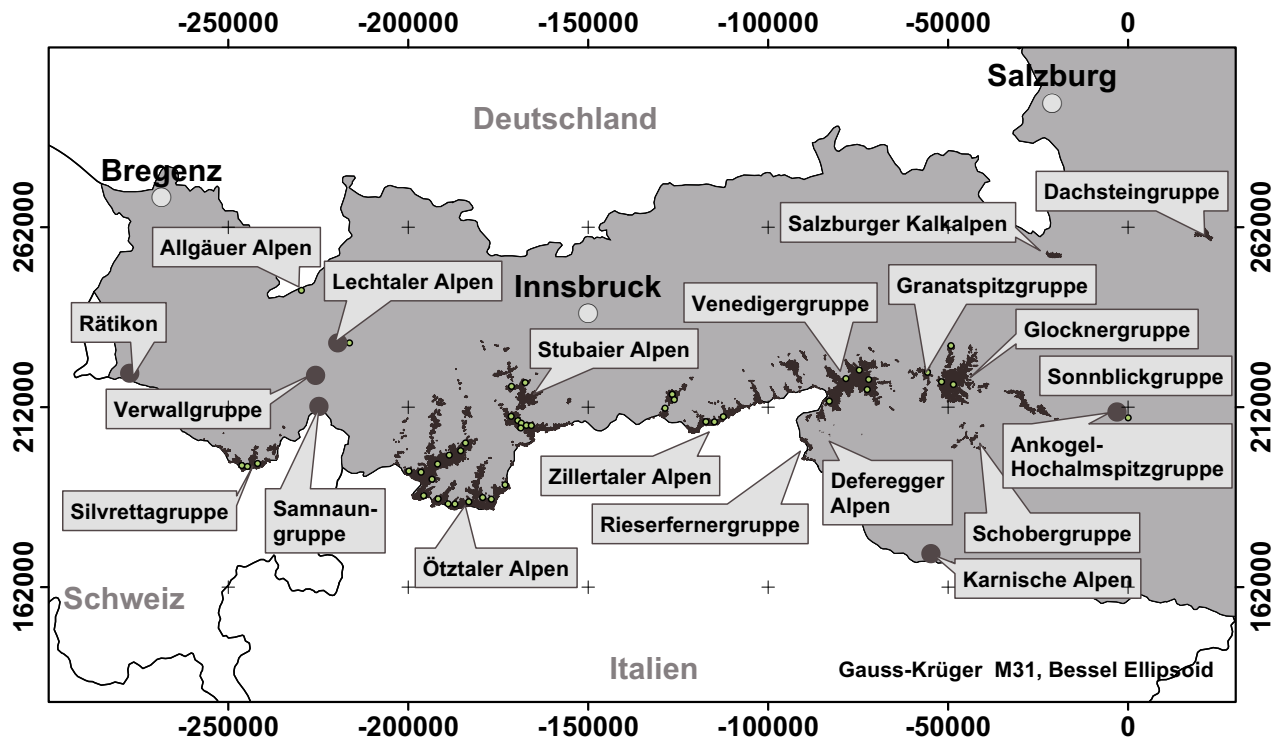 -250000 -200000 -150000 -100000 -50000 0
Salzburg
Deutschland
Bregenz
Dachsteingruppe
262000
262000
Salzburger Kalkalpen
Allgäuer Alpen
Lechtaler Alpen
Innsbruck
Granatspitzgruppe
Venedigergruppe
Rätikon
Glocknergruppe
Stubaier Alpen
Sonnblickgruppe
Verwallgruppe
212000
212000
Ankogel-
Hochalmspitzgruppe
Zillertaler Alpen
Deferegger
Alpen
Silvrettagruppe
Samnaun-
gruppe
Rieserfernergruppe
Schobergruppe
Ötztaler Alpen
Karnische Alpen
162000
162000
Schweiz
Italien
Gauss-Krüger M31, Bessel Ellipsoid
-250000 -200000 -150000 -100000 -50000 0